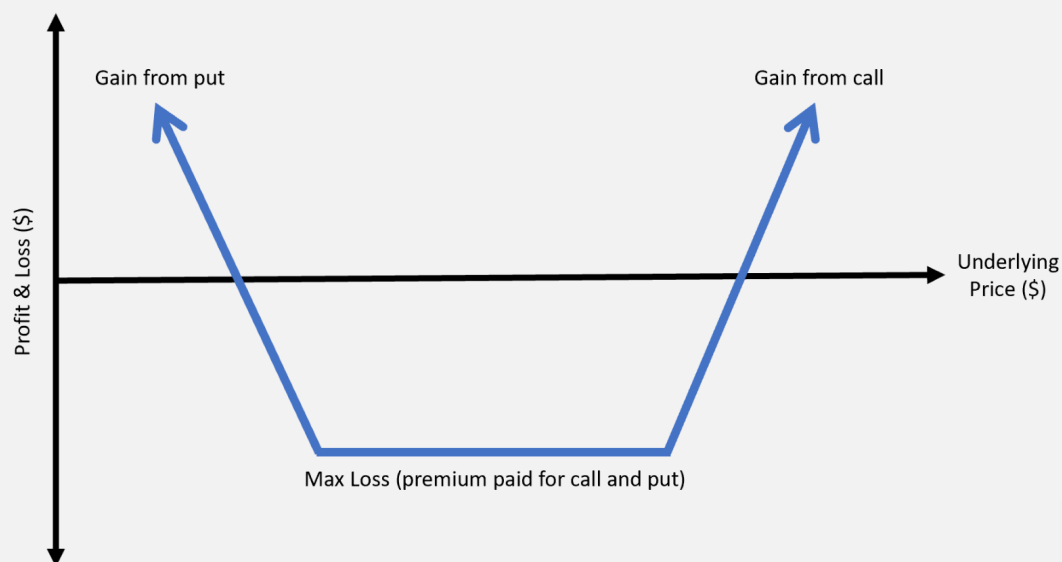 Gain from put
Gain from call
Profit & Loss ($)
Underlying
Price ($)
Max Loss (premium paid for call and put)